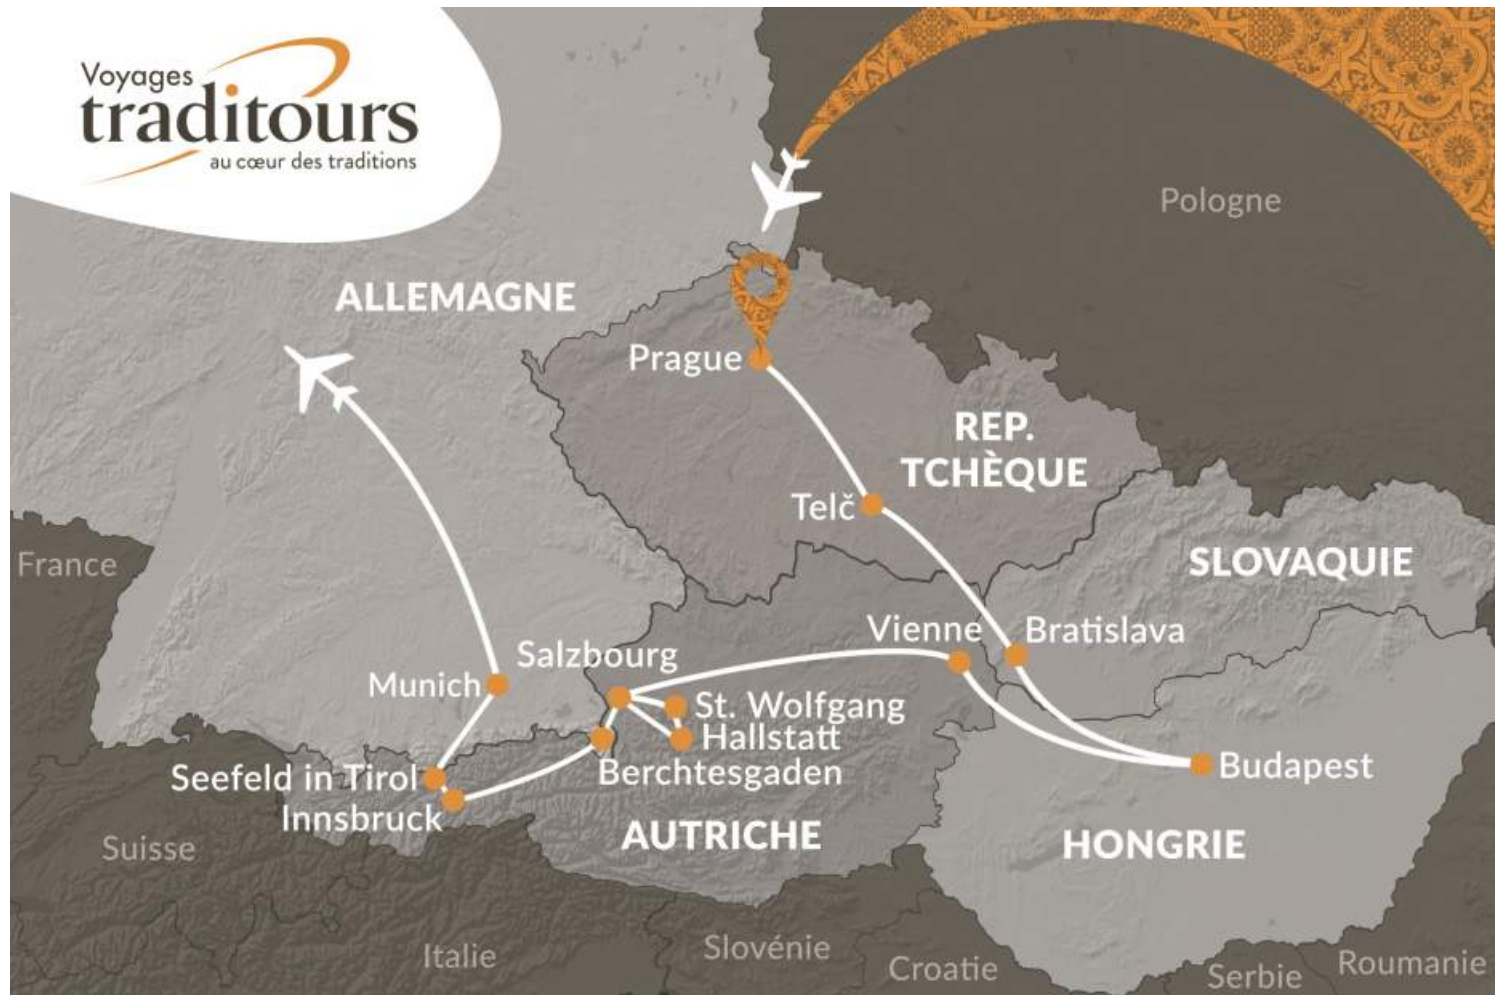 Voyages
traditours
au cœur des traditions
Pologne
ALLEMAGNE
Prague
REP.
TCHÈQUE
Telč
France
SLOVAQUIE
Vienne
Bratislava
Salzbourg
Munich
St. Wolfgang
Hallstatt
Berchtesgaden
Budapest
Seefeld in Tirol
Innsbruck
AUTRICHE
HONGRIE
Suisse
Italie
Slovénie
Croatie
Serbie
Roumanie